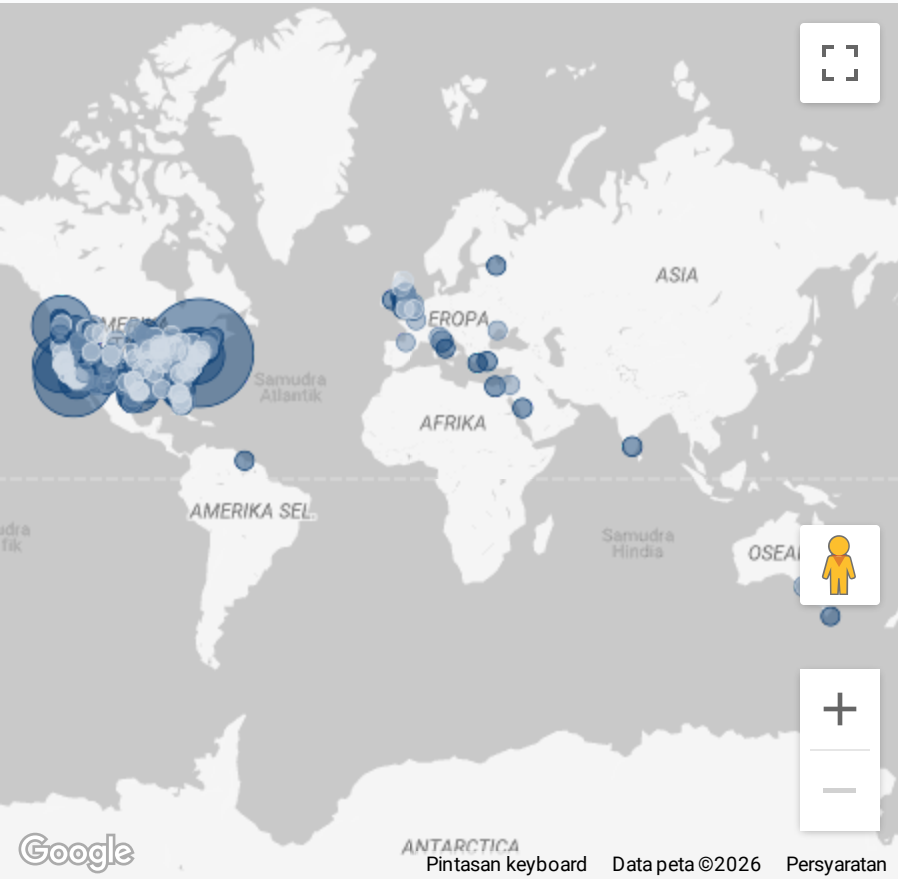 ASIA
EROPA
Samudra
Atlantik
AFRIKA
AMERIKA SEL.
Samudra
Hindia
ANTARCTICA
Google
Pintasan keyboard Data peta ©2026 Persyaratan